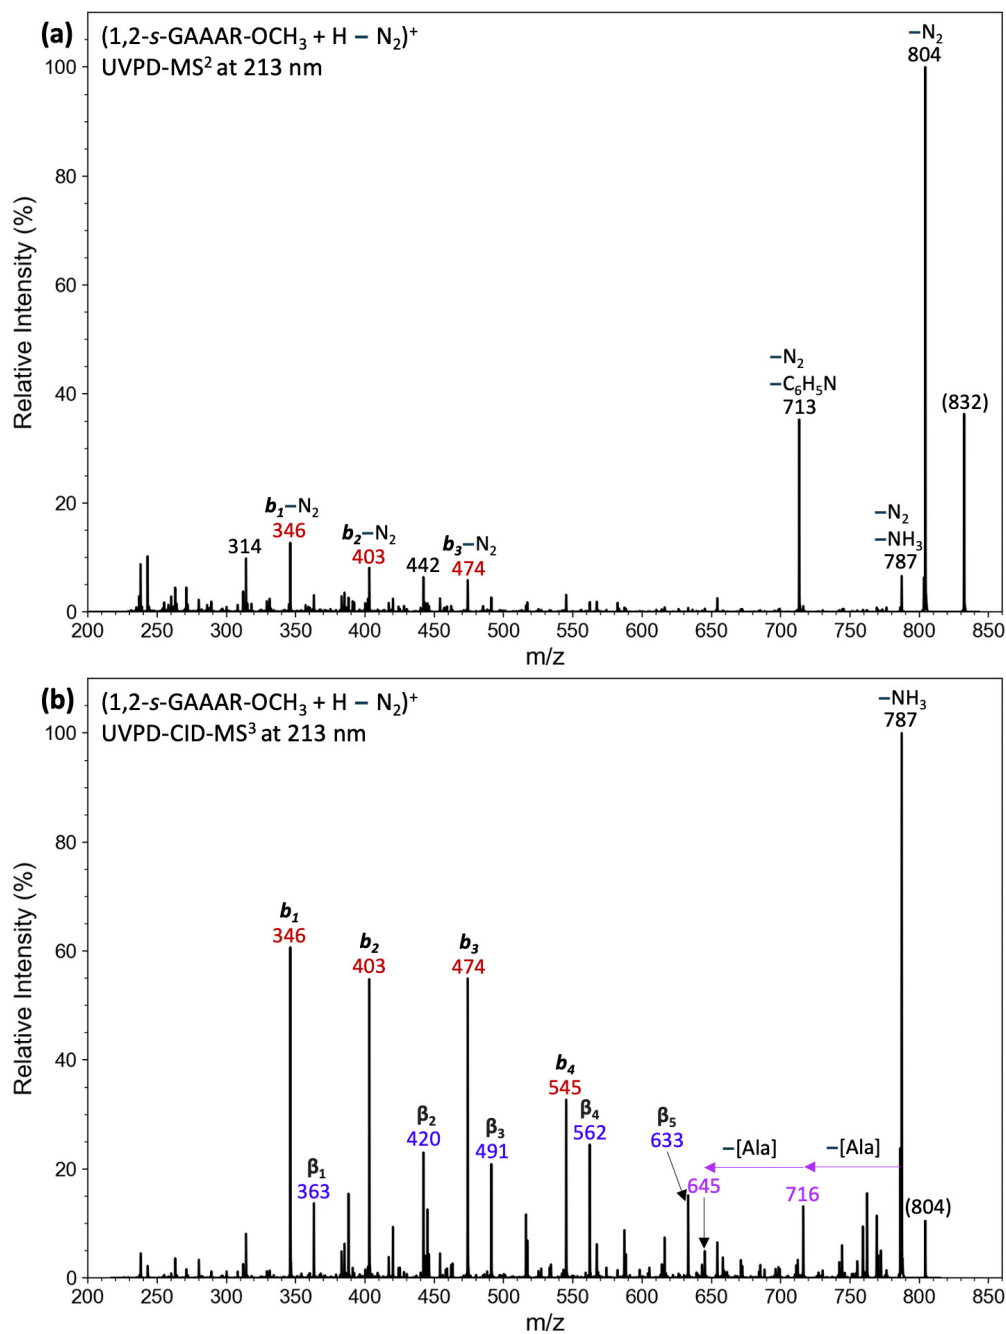 (a) (1,2-s-GAAAR-OCH₃ + H – N₂)⁺
UVPD-MS² at 213 nm
–N₂
804
100
80
60
40
20
0
Relative Intensity (%)
–N₂
–C₆H₅N
713
(832)
–N₂
–NH₃
787
b₁–N₂
346
314
b₂–N₂
403
442
b₃–N₂
474
200 250 300 350 400 450 500 550 600 650 700 750 800 850
m/z
(b) (1,2-s-GAAAR-OCH₃ + H – N₂)⁺
UVPD-CID-MS³ at 213 nm
–NH₃
787
100
80
60
40
20
0
Relative Intensity (%)
b₁
346
b₂
403
b₃
474
b₄
545
β₁
363
β₂
420
β₃
491
β₄
562
β₅
633
–[Ala]
–[Ala]
645
716
(804)
200 250 300 350 400 450 500 550 600 650 700 750 800 850
m/z